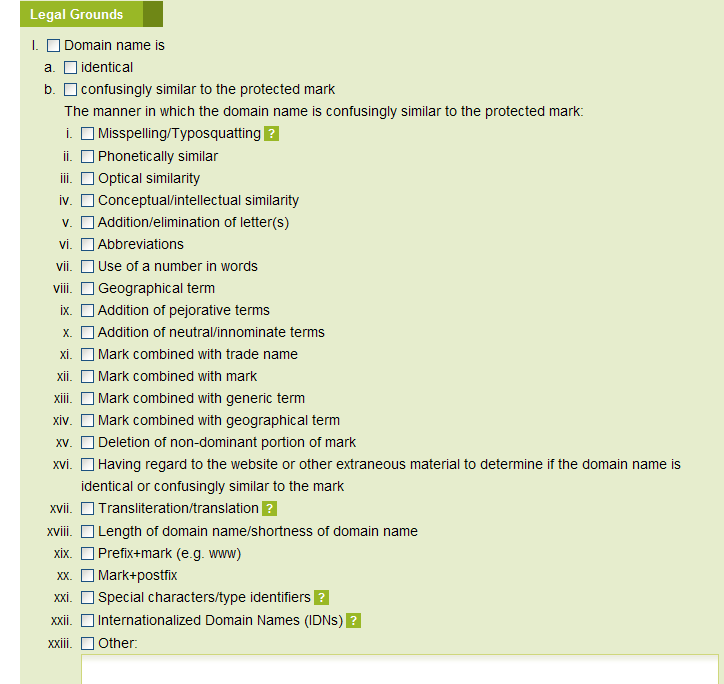 Legal Grounds
I. Domain name is
a. identical
b. confusingly similar to the protected mark
The manner in which the domain name is confusingly similar to the protected mark:
i. Misspelling/Typosquatting ?
ii. Phonetically similar
iii. Optical similarity
iv. Conceptual/intellectual similarity
v. Addition/elimination of letter(s)
vi. Abbreviations
vii. Use of a number in words
viii. Geographical term
ix. Addition of pejorative terms
x. Addition of neutral/innominate terms
xi. Mark combined with trade name
xii. Mark combined with mark
xiii. Mark combined with generic term
xiv. Mark combined with geographical term
xv. Deletion of non-dominant portion of mark
xvi. Having regard to the website or other extraneous material to determine if the domain name is
identical or confusingly similar to the mark
xvii. Transliteration/translation ?
xviii. Length of domain name/shortness of domain name
xix. Prefix+mark (e.g. www)
xx. Mark+postfix
xxi. Special characters/type identifiers ?
xxii. Internationalized Domain Names (IDNs) ?
xxiii. Other: